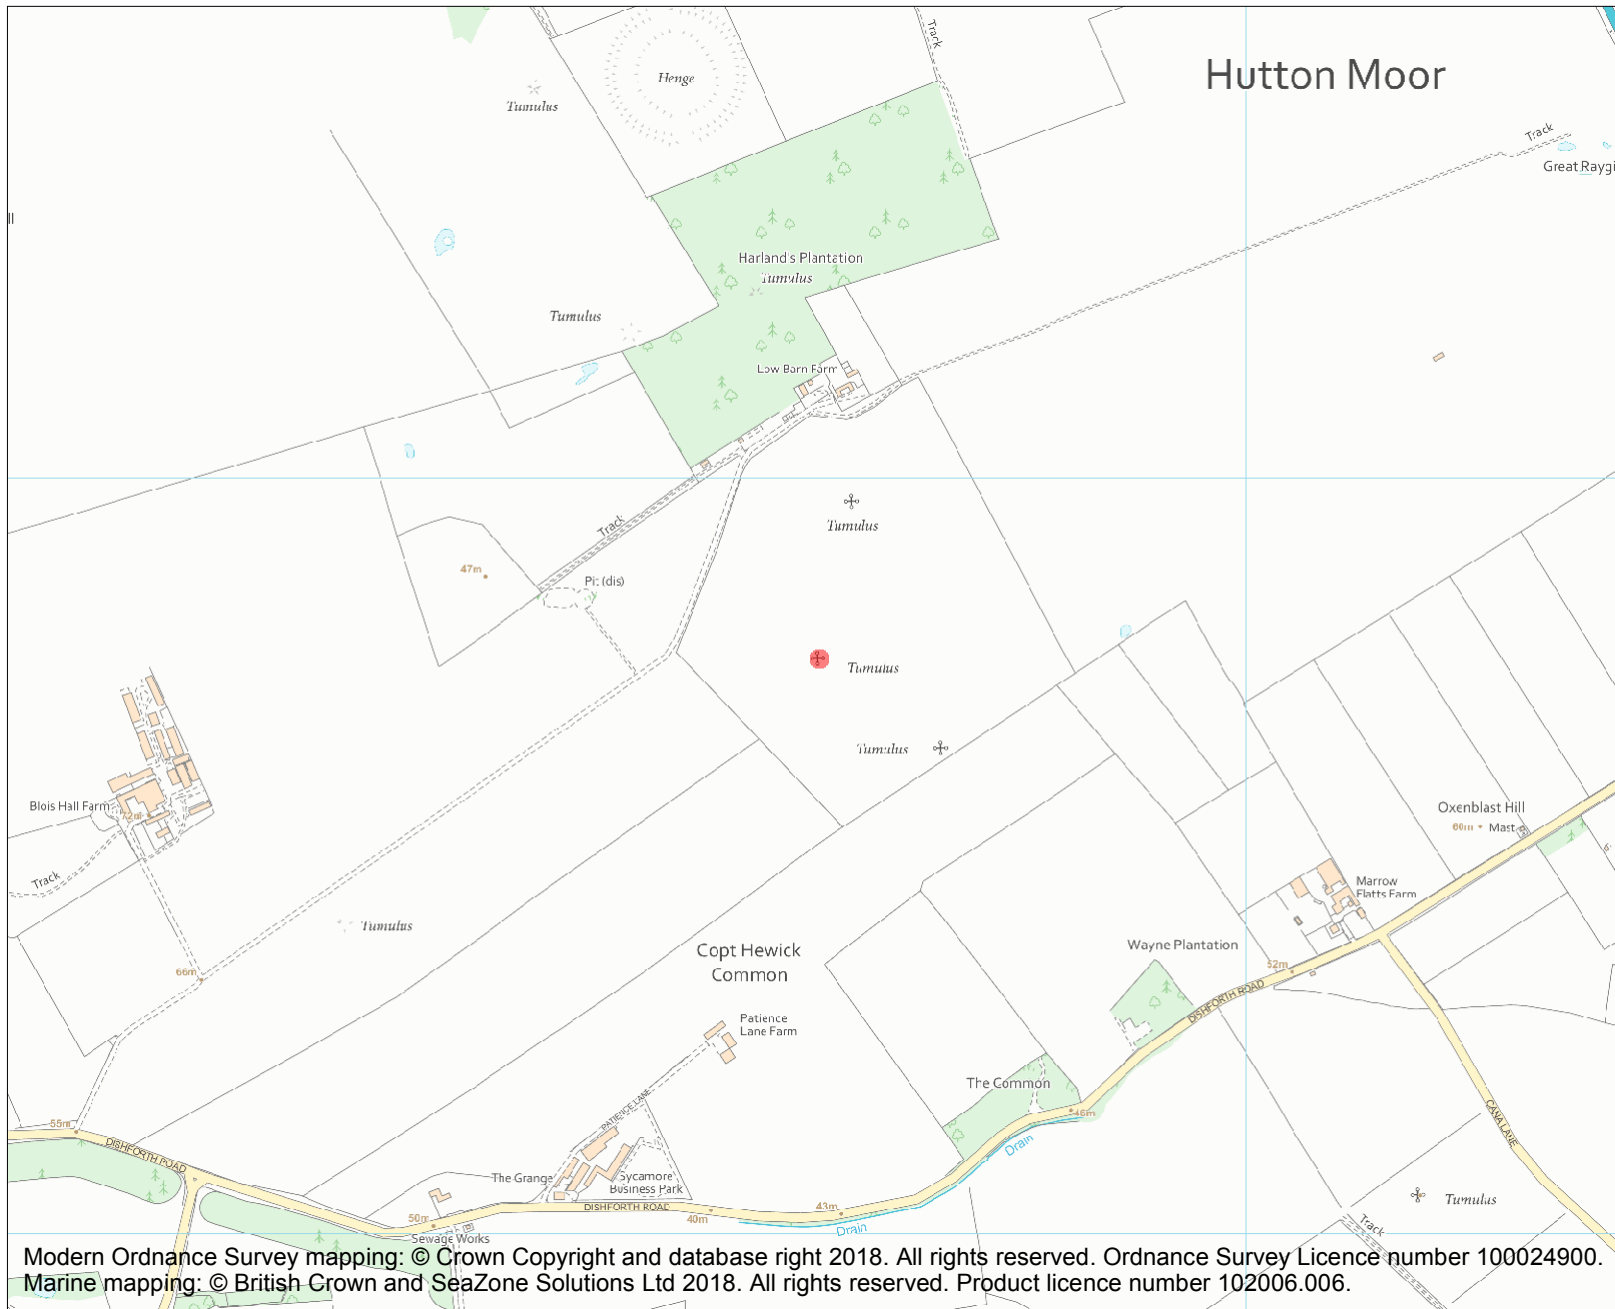 Track
Hutton Moor
Henge
Tumulus
Track
Great Raygi
ll
Harland's Plantation
Tumulus
Tumulus
Low Barn Farm
Tumulus
Track
47m
Pit (dis)
Tumulus
Tumulus
Blois Hall Farm
72m
Oxenblast Hill
60m
Mast
Track
Marrow
Flatts Farm
Tumulus
Copt Hewick
Common
Wayne Plantation
66m
52m
DISHFORTH ROAD
Patience
Lane Farm
The Common
PATIENCE LANE
46m
CANA LANE
55m
DISHFORTH ROAD
Drain
The Grange
Sycamore
Business Park
Tumulus
DISHFORTH ROAD
43m
40m
50m
Drain
Track
Sewage Works
Modern Ordnance Survey mapping: © Crown Copyright and database right 2018. All rights reserved. Ordnance Survey Licence number 100024900.
Marine mapping: © British Crown and SeaZone Solutions Ltd 2018. All rights reserved. Product licence number 102006.006.